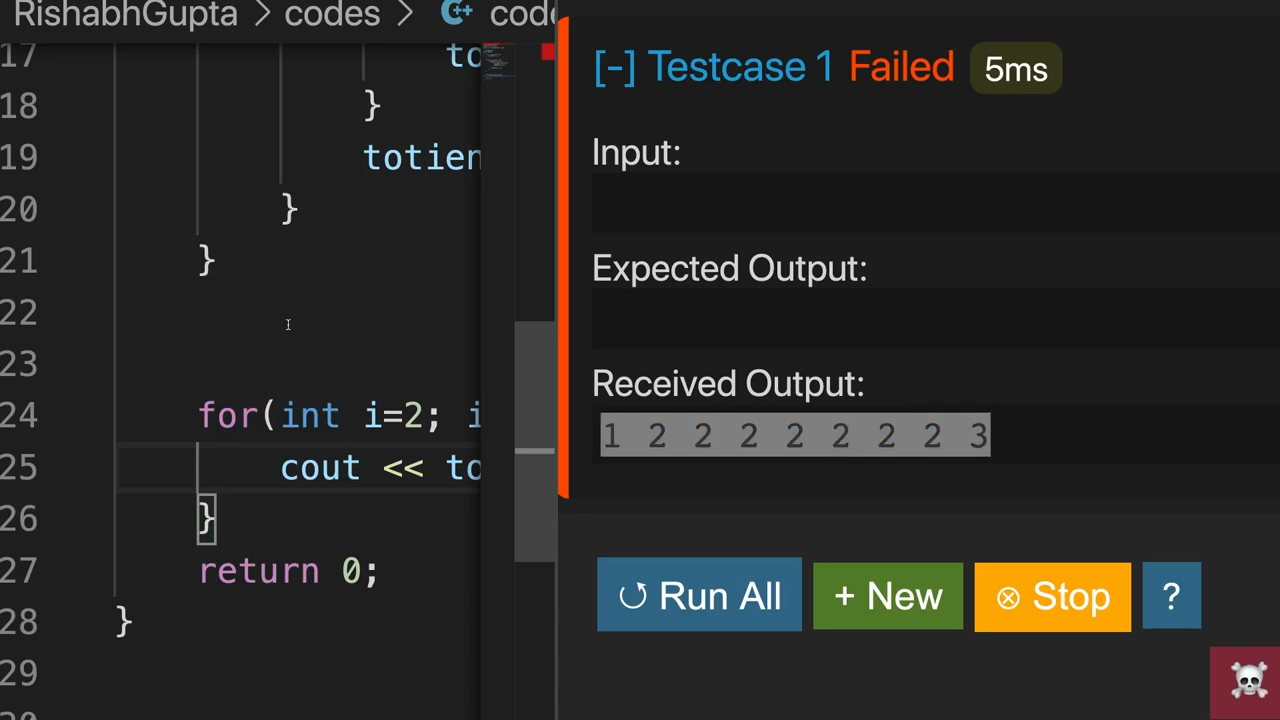 RishabhGupta > codes > code
17 to
18 }
19 totien
20 }
21 }
22
23
24 for(int i=2; i
25 cout << to
26 }
27 return 0;
28 }
29
[-] Testcase 1 Failed 5ms
Input:
Expected Output:
Received Output:
1 2 2 2 2 2 2 2 3
Run All + New Stop ?